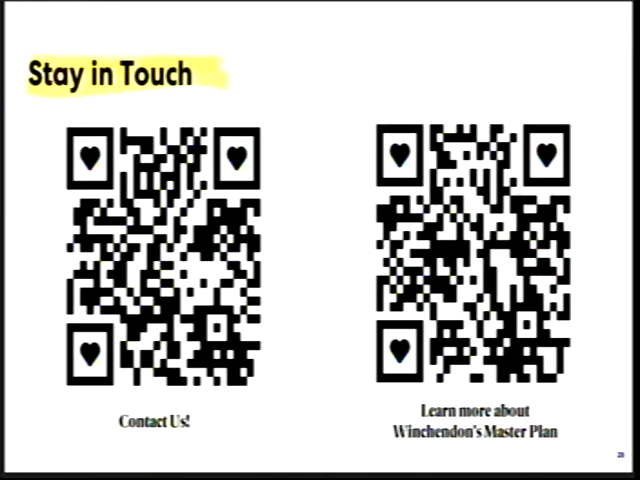 Stay in Touch
Contact Us!
Learn more about
Winchendon's Master Plan